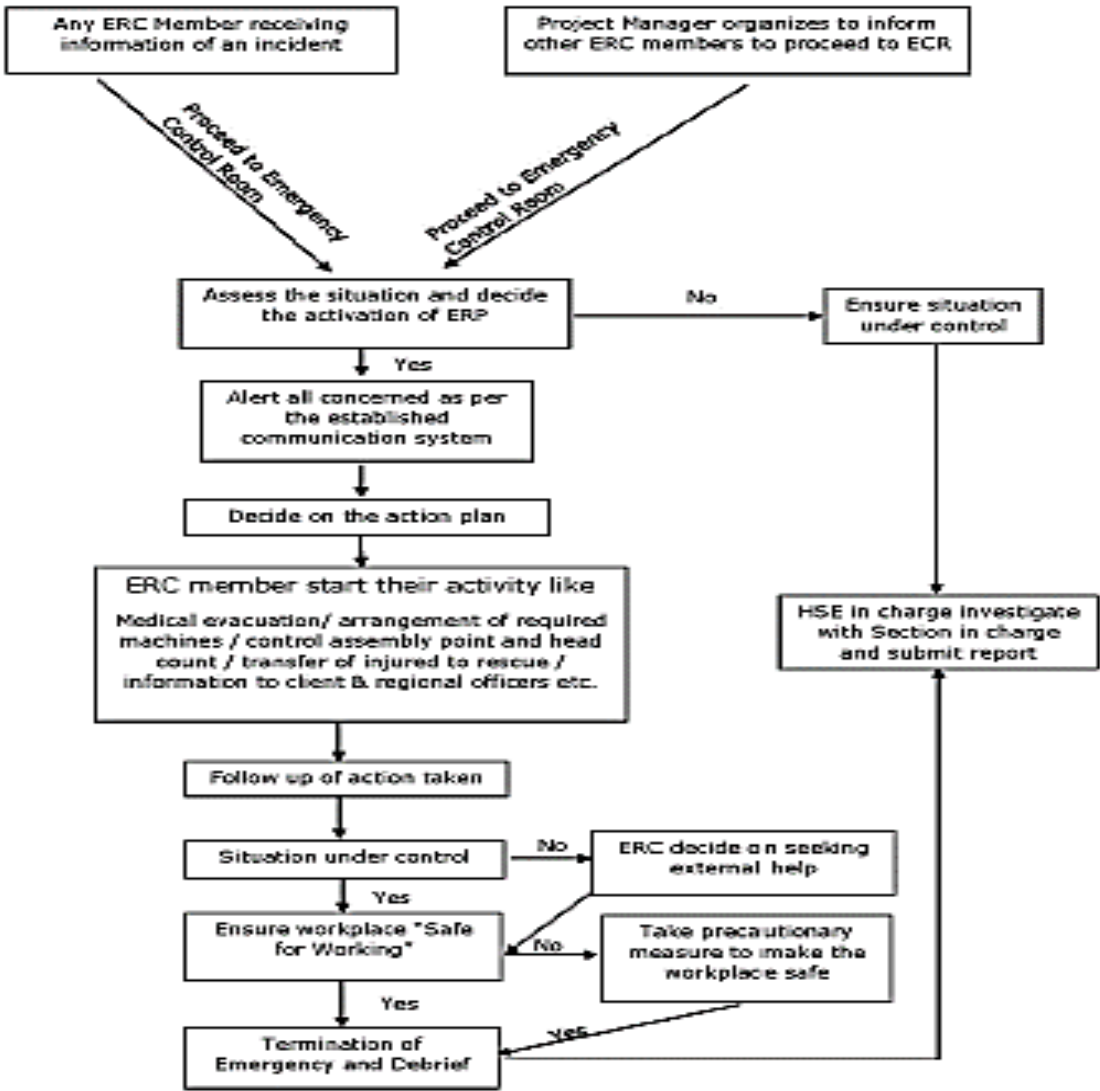 Any ERC Member receiving
information of an incident
Project Manager organizes to inform
other ERC members to proceed to ECR
Proceed to Emergency
Control Room
Proceed to Emergency
Control Room
Assess the situation and decide
the activation of ERP
No
Ensure situation
under control
Yes
Alert all concerned as per
the established
communication system
Decide on the action plan
ERC member start their activity like
Medical evacuation/ arrangement of required
machines / control assembly point and head
count / transfer of injured to rescue /
information to client & regional officers etc.
HSE in charge investigate
with Section in charge
and submit report
Follow up of action taken
Situation under control
No
ERC decide on seeking
external help
Yes
Ensure workplace "Safe
for Working"
No
Take precautionary
measure to make the
workplace safe
Yes
Yes
Termination of
Emergency and Debrief